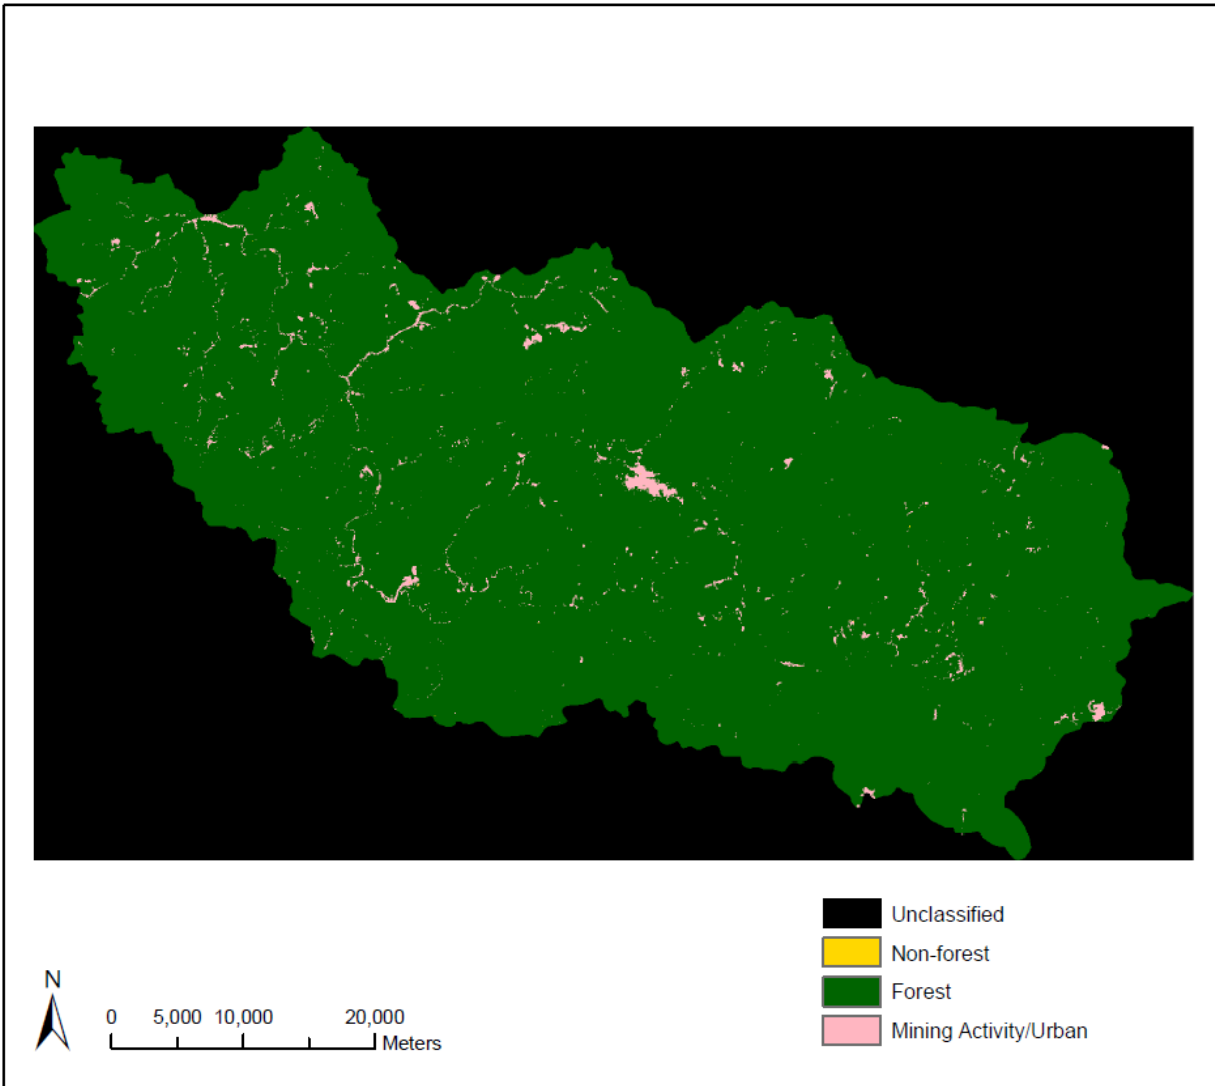 Unclassified
Non-forest
Forest
Mining Activity/Urban
N
0 5,000 10,000 20,000
Meters